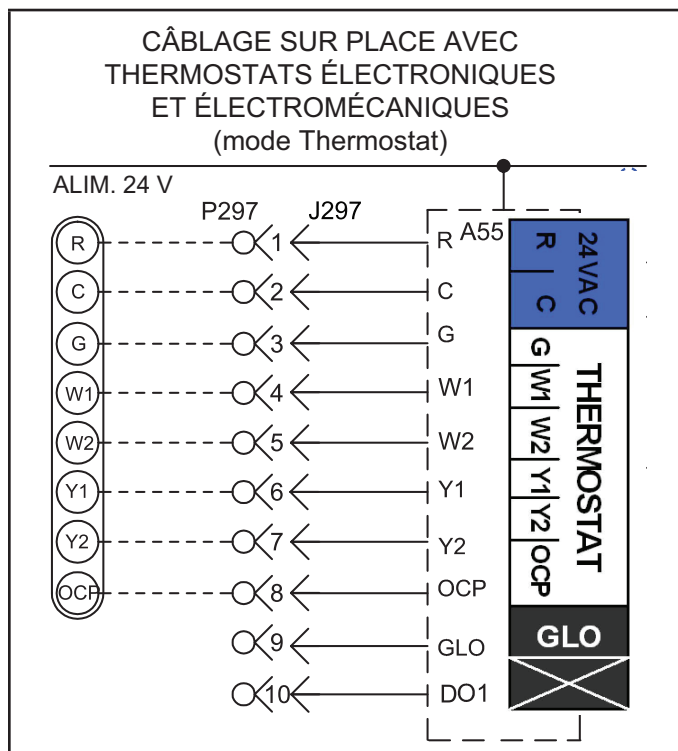 CÂBLAGE SUR PLACE AVEC
THERMOSTATS ÉLECTRONIQUES
ET ÉLECTROMÉCANIQUES
(mode Thermostat)
ALIM. 24 V
P297 J297
A55
R 1 R
C 2 C
G 3 G
W1 4 W1
W2 5 W2
Y1 6 Y1
Y2 7 Y2
OCP 8 OCP
9 GLO
10 DO1
R C
24 VAC
G W1 W2 Y1 Y2 OCP
THERMOSTAT
GLO